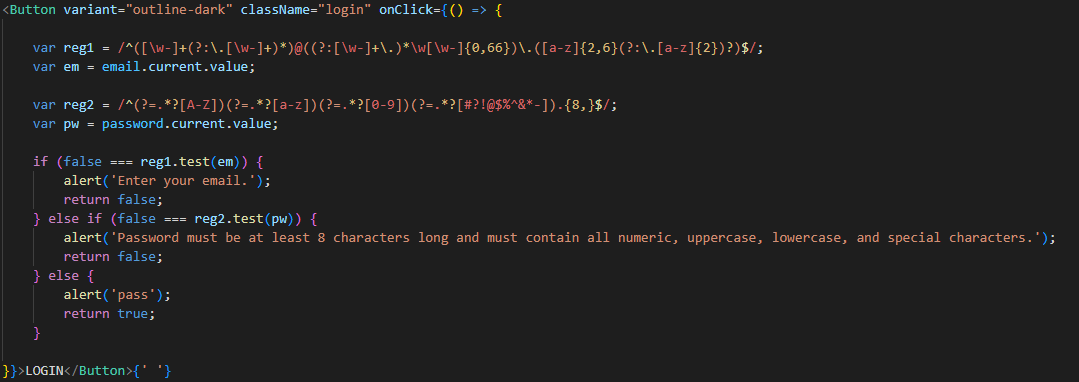 <Button variant="outline-dark" className="login" onClick={() => {
var reg1 = /^([\w-]+(?:\.[\w-]+)*)@((?:[\w-]+\.)*\w[\w-]{0,66})\.([a-z]{2,6}(?:\.[a-z]{2})?)$/;
var em = email.current.value;
var reg2 = /^(?=.*?[A-Z])(?=.*?[a-z])(?=.*?[0-9])(?=.*?[#?!@$%^&*-]).{8,}$/;
var pw = password.current.value;
if (false === reg1.test(em)) {
alert('Enter your email.');
return false;
} else if (false === reg2.test(pw)) {
alert('Password must be at least 8 characters long and must contain all numeric, uppercase, lowercase, and special characters.');
return false;
} else {
alert('pass');
return true;
}
}}>LOGIN</Button>{' '}